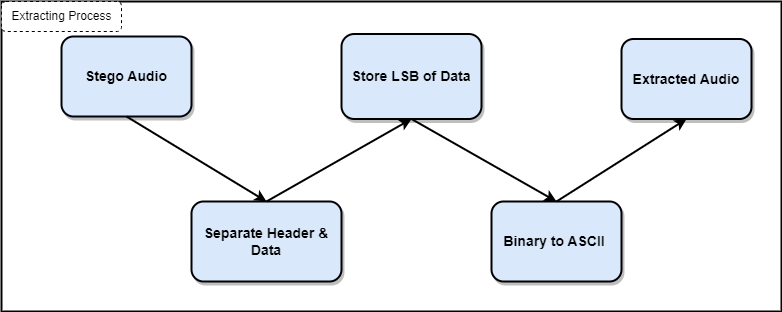 Extracting Process
Stego Audio
Separate Header &
Data
Store LSB of Data
Binary to ASCII
Extracted Audio